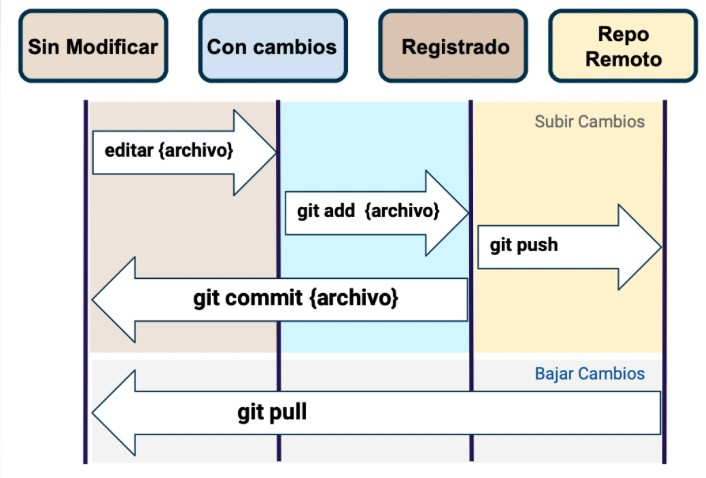 Sin Modificar
Con cambios
Registrado
Repo
Remoto
Subir Cambios
editar {archivo}
git add {archivo}
git push
git commit {archivo}
Bajar Cambios
git pull